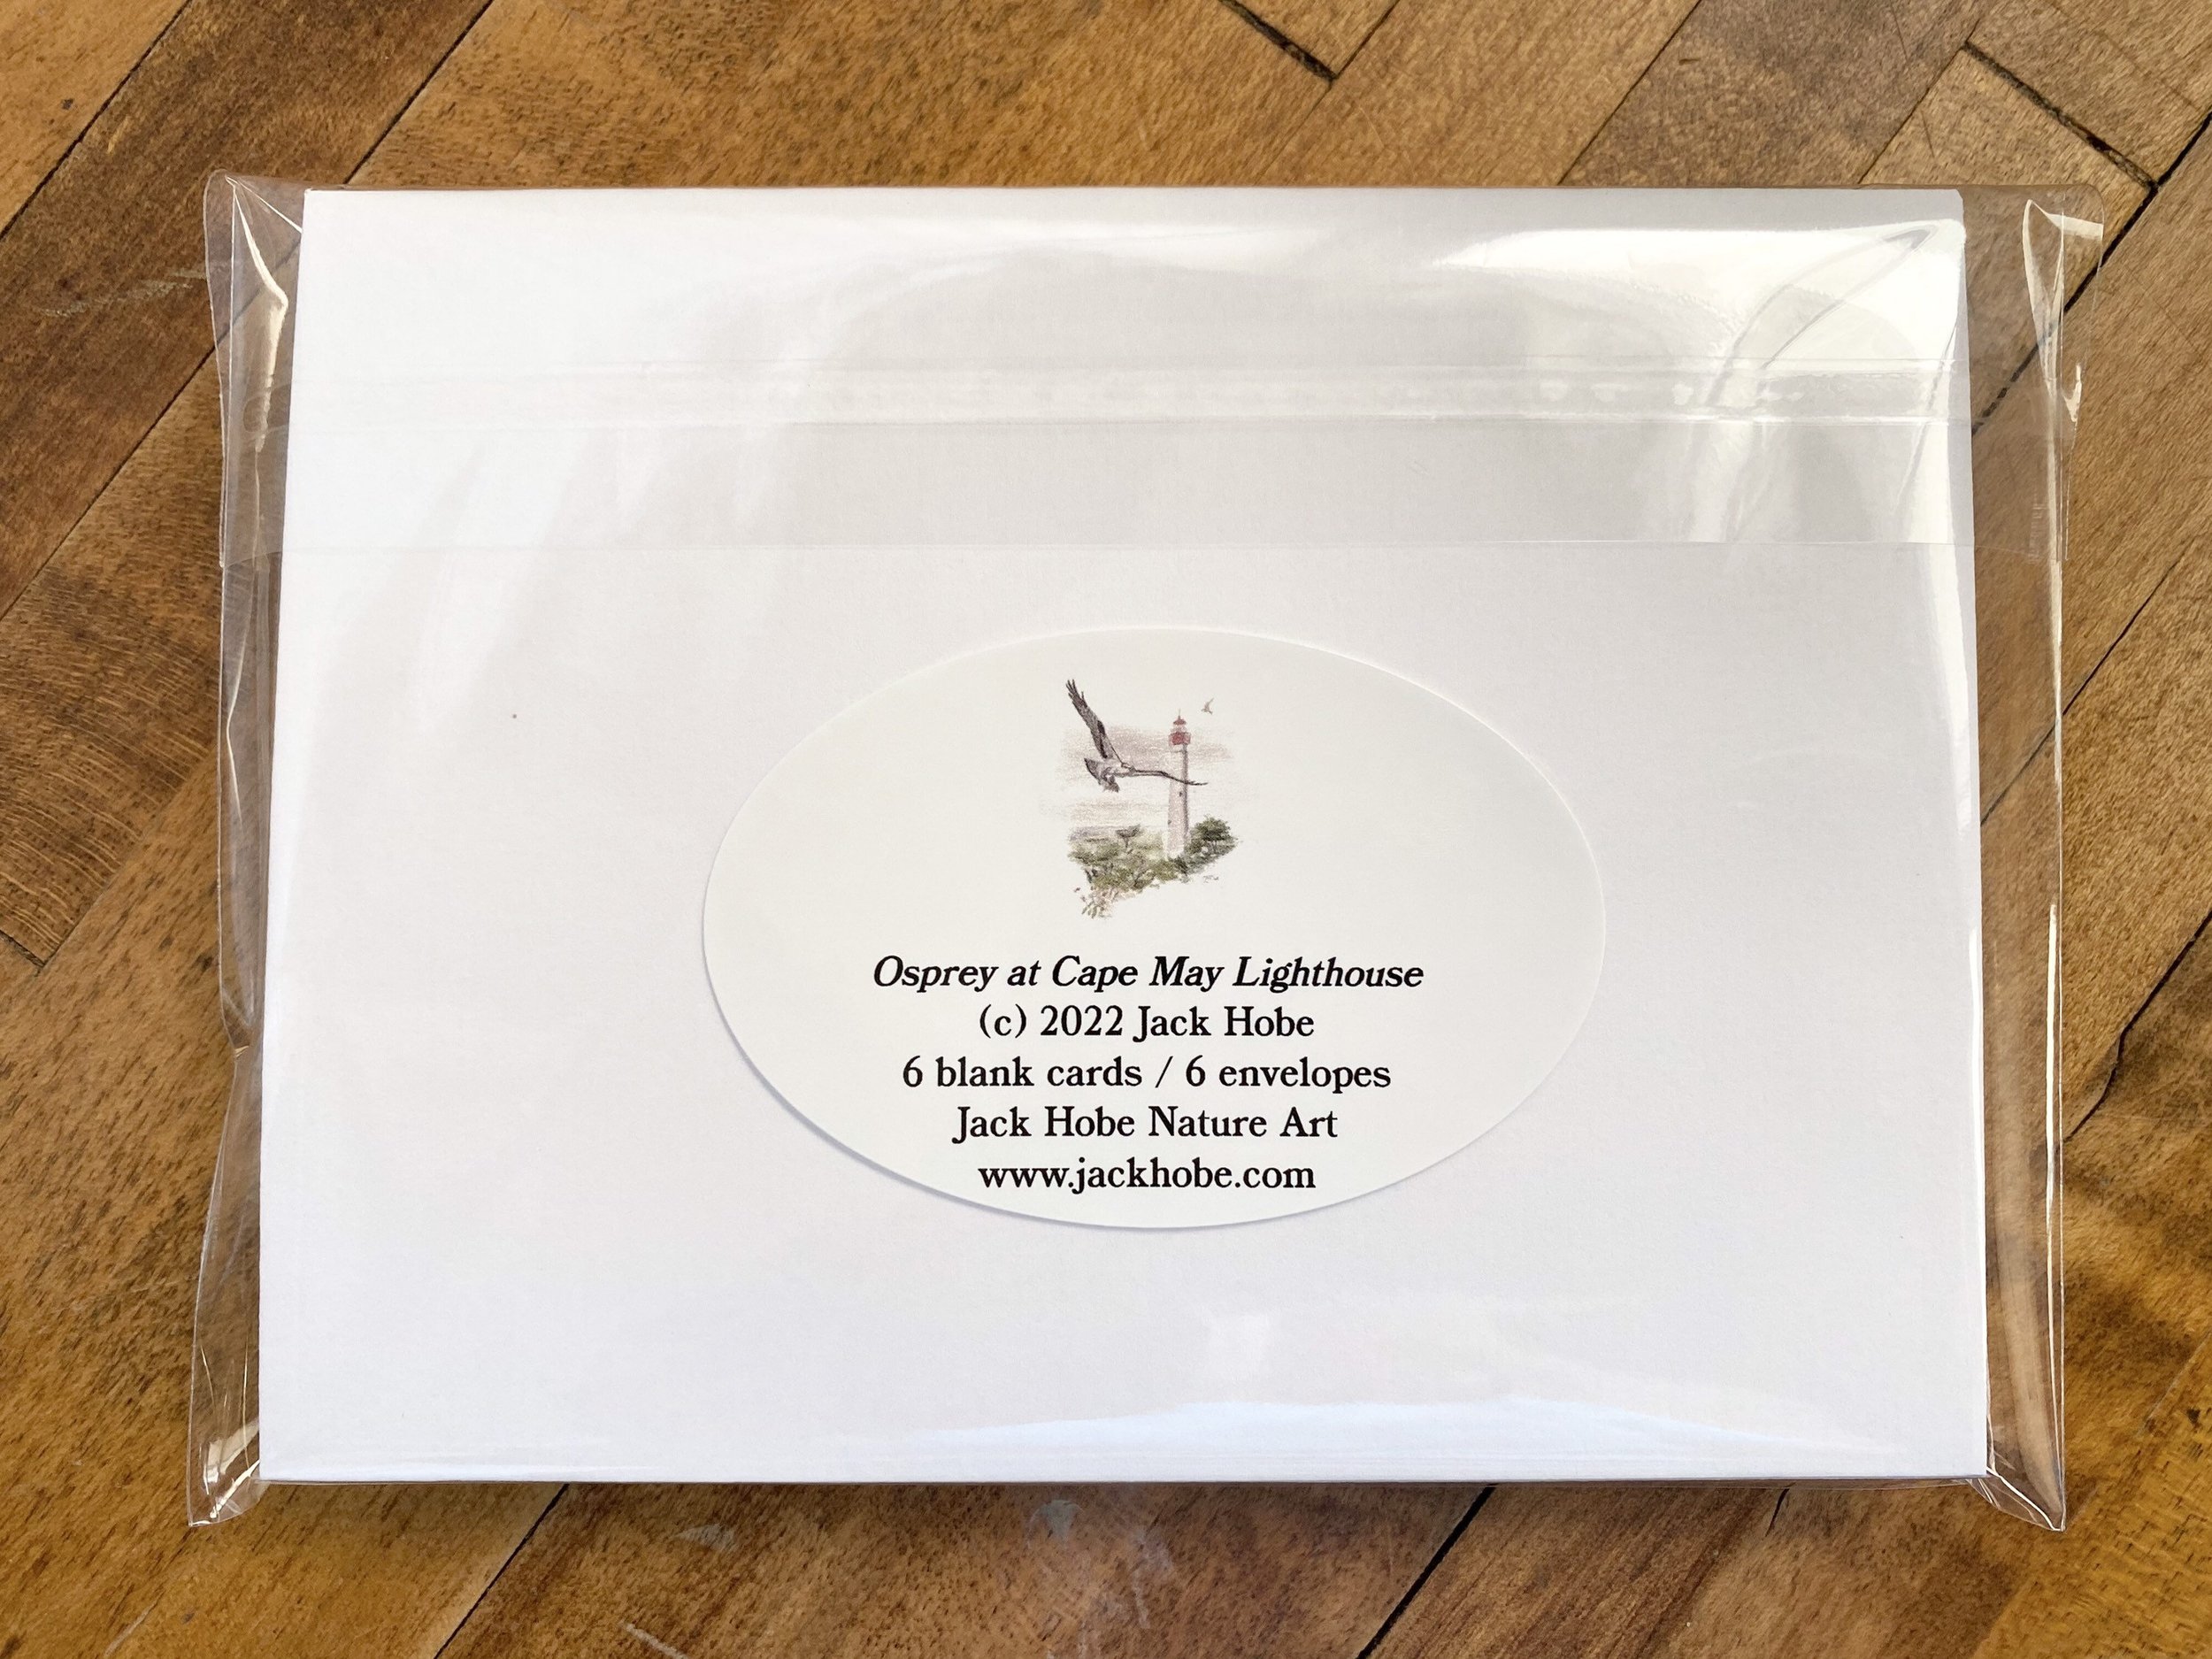 Osprey at Cape May Lighthouse
(c) 2022 Jack Hobe
6 blank cards / 6 envelopes
Jack Hobe Nature Art
www.jackhobe.com